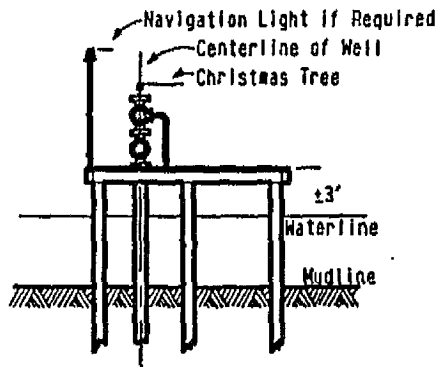 Navigation Light if Required
Centerline of Well
Christmas Tree
±3'
Waterline
Mudline